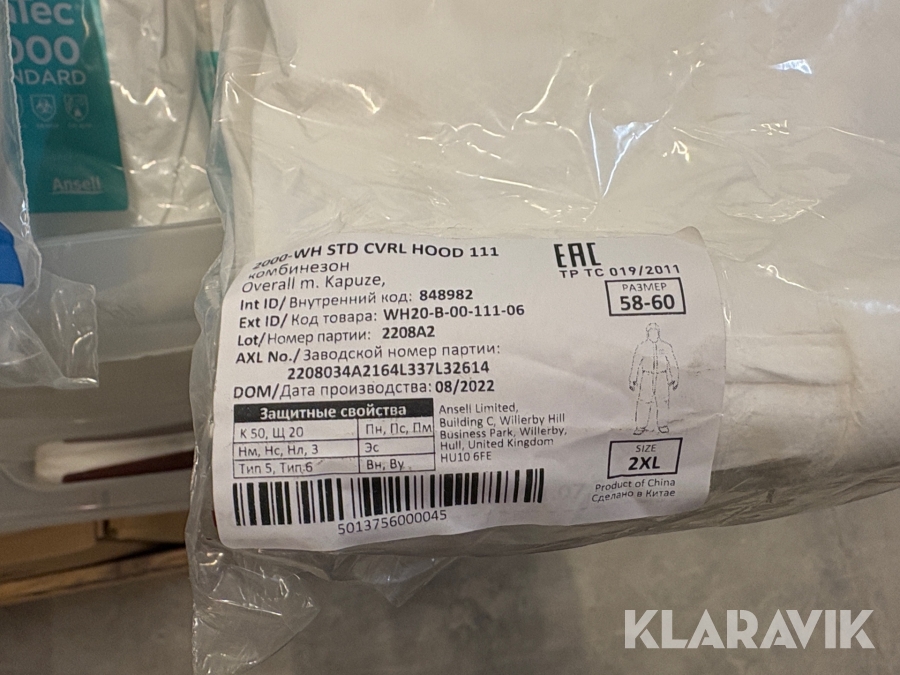 000
NDARD
Ansell
2000-WH STD CVRL HOOD 111
комбинезон
Overall m. Kapuze,
Int ID/ Внутренний код: 848982
Ext ID/ Код товара: WH20-B-00-111-06
Lot/ Номер партии: 2208A2
AXL No./ Заводской номер партии:
2208034A2164L337L32614
DOM/Дата производства: 08/2022
Защитные свойства
К 50, Щ 20 Пн, Пс, Пм
Нм, Нс, Нл, З Эс
Тип 5, Тип 6 Вн, Ву
Ansell Limited,
Building C, Willerby Hill
Business Park, Willerby,
Hull, United Kingdom
HU10 6FE
5013756000045
EAC
ТР ТС 019/2011
РАЗМЕР
58-60
SIZE
2XL
Product of China
Сделано в Китае
KLARAVIK